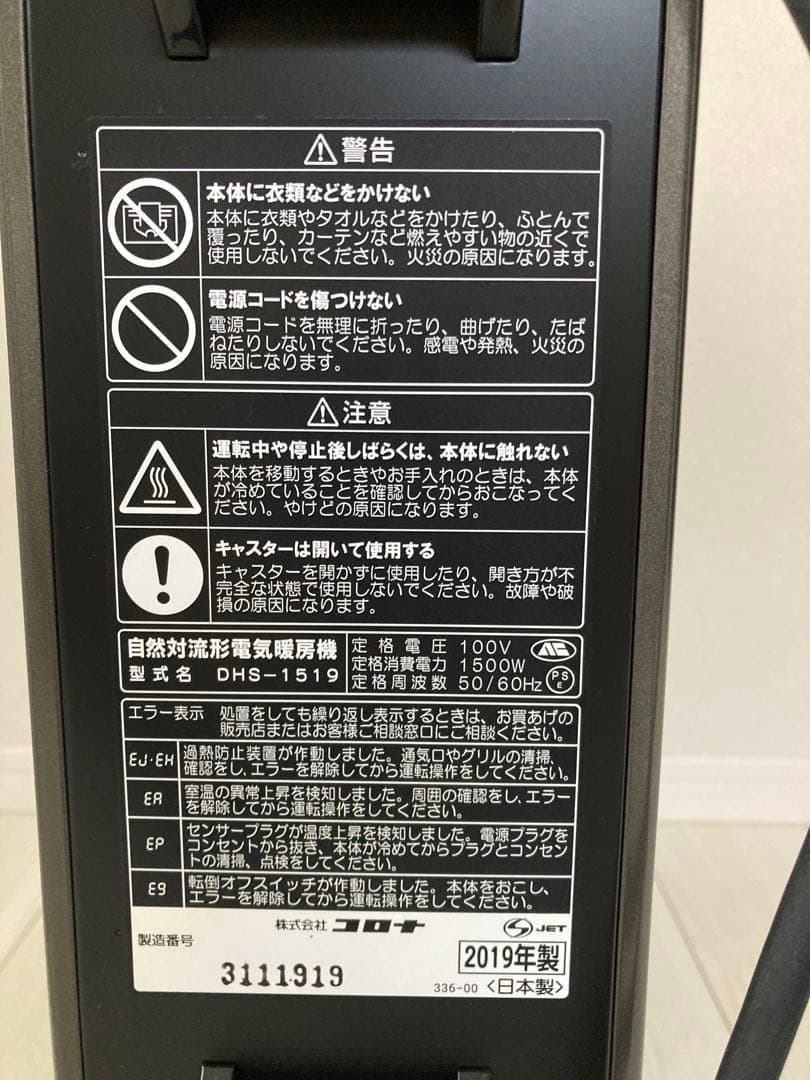 ⚠警告
本体に衣類などをかけない
本体に衣類やタオルなどをかけたり、ふとんで
覆ったり、カーテンなど燃えやすい物の近くで
使用しないでください。火災の原因になります。
電源コードを傷つけない
電源コードを無理に折ったり、曲げたり、たば
ねたりしないでください。感電や発熱、火災の
原因になります。
⚠注意
運転中や停止後しばらくは、本体に触れない
本体を移動するときやお手入れのときは、本体
が冷めていることを確認してからおこなってく
ださい。やけどの原因になります。
キャスターは開いて使用する
キャスターを開かずに使用したり、開き方が不
完全な状態で使用しないでください。故障や破
損の原因になります。
自然対流形電気暖房機
型式名 DHS-1519
定格電圧 100V
定格消費電力 1500W
定格周波数 50/60Hz
PS
E
エラー表示 処置をしても繰り返し表示するときは、お買あげの
販売店またはお客様ご相談窓口にご相談ください。
EJ・EH 過熱防止装置が作動しました。通気口やグリルの清掃、
確認をし、エラーを解除してから運転操作をしてください。
EA 室温の異常上昇を検知しました。周囲の確認をし、エラー
を解除してから運転操作をしてください。
EP センサープラグが温度上昇を検知しました。電源プラグを
コンセントから抜き、本体が冷めてからプラグとコンセン
トの清掃、点検をしてください。
E9 転倒オフスイッチが作動しました。本体をおこし、
エラーを解除してから運転操作をしてください。
株式会社 コロナ
JET
製造番号
3111919
2019年製
336-00 〈日本製〉